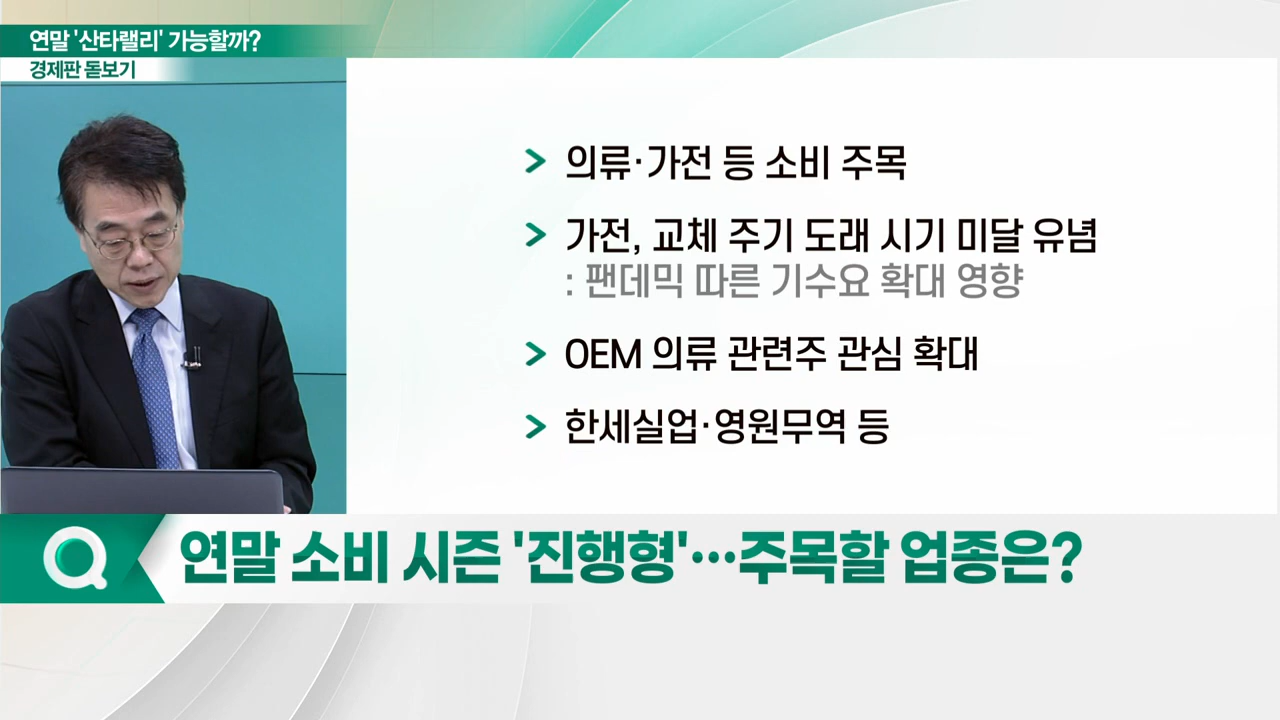 연말 '산타랠리' 가능할까?
경제판 돋보기
> 의류·가전 등 소비 주목
> 가전, 교체 주기 도래 시기 미달 유념
: 팬데믹 따른 기수요 확대 영향
> OEM 의류 관련주 관심 확대
> 한세실업·영원무역 등
Q 연말 소비 시즌 '진행형'…주목할 업종은?